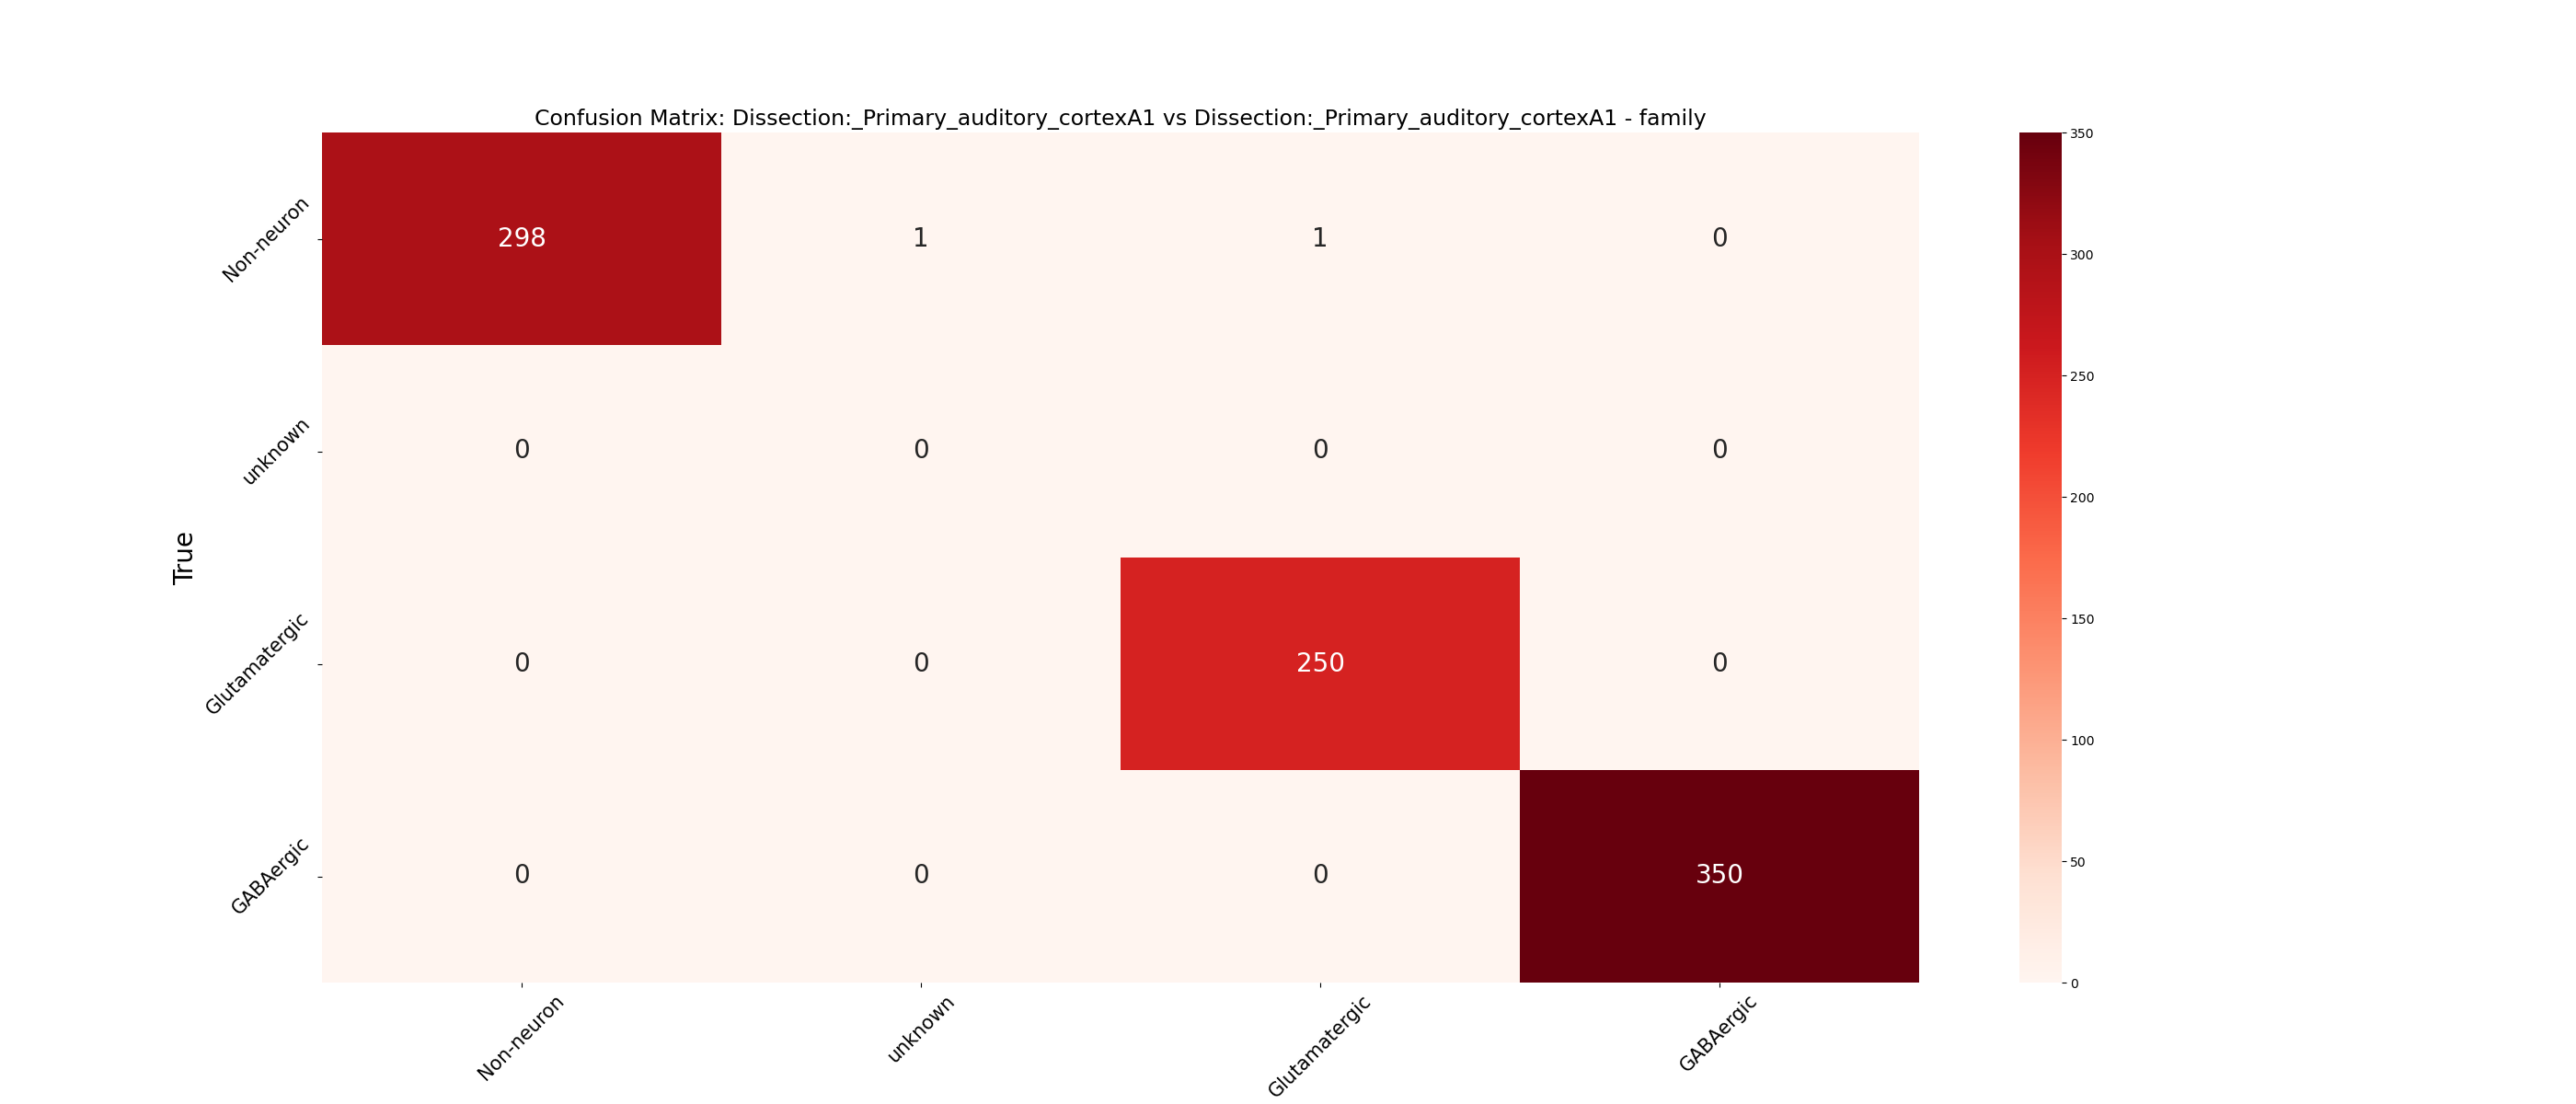 Confusion Matrix: Dissection:_Primary_auditory_cortexA1 vs Dissection:_Primary_auditory_cortexA1 - family
True
Non-neuron
298 1 1 0
unknown
0 0 0 0
Glutamatergic
0 0 250 0
GABAergic
0 0 0 350
Non-neuron unknown Glutamatergic GABAergic
350
300
250
200
150
100
50
0